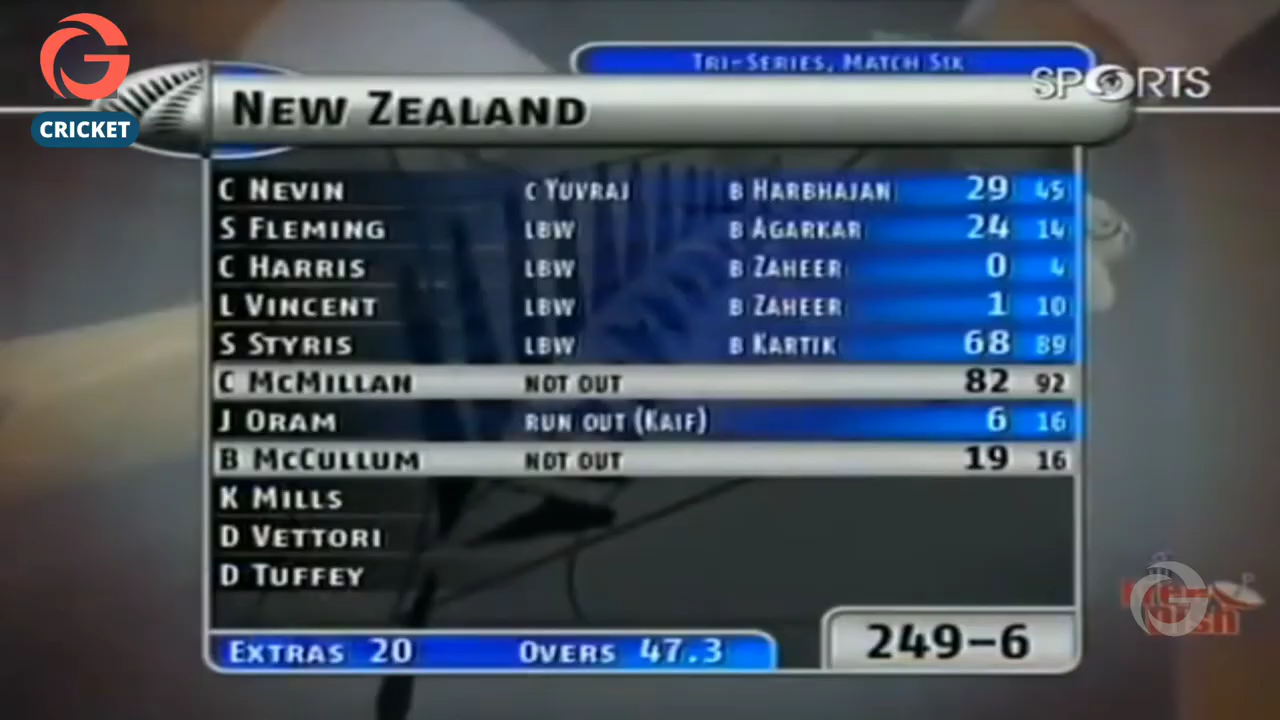 G
CRICKET
TRI-SERIES, MATCH SIX
SPORTS
NEW ZEALAND
C NEVIN C YUVRAJ B HARBHAJAN 29 45
S FLEMING LBW B AGARKAR 24 14
C HARRIS LBW B ZAHEER 0 4
L VINCENT LBW B ZAHEER 1 10
S STYRIS LBW B KARTIK 68 89
C MCMILLAN NOT OUT 82 92
J ORAM RUN OUT (KAIF) 6 16
B MCCULLUM NOT OUT 19 16
K MILLS
D VETTORI
D TUFFEY
EXTRAS 20 OVERS 47.3 249-6